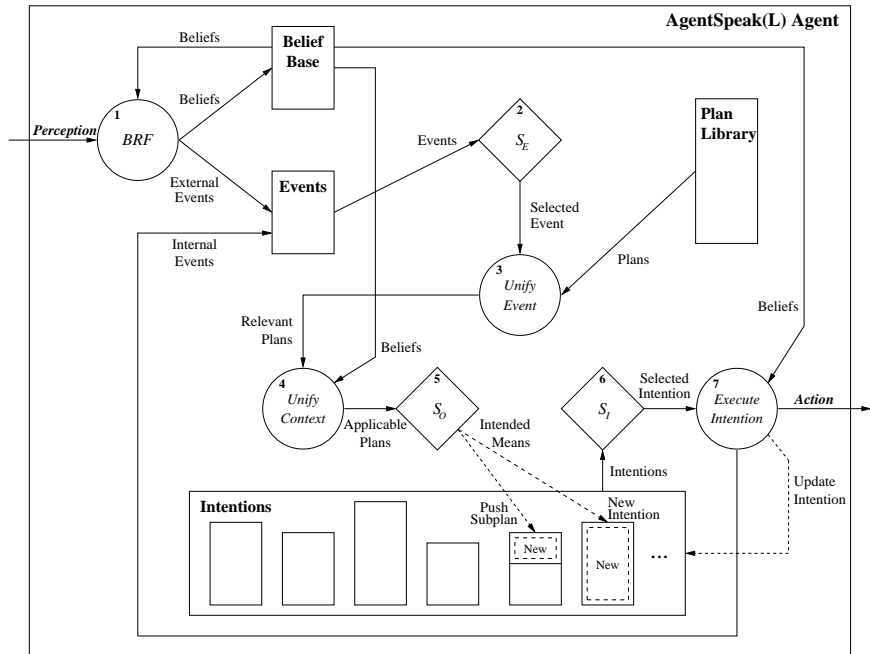 AgentSpeak(L) Agent
Beliefs
Belief
Base
Beliefs
1
BRF
Perception
2
S_E
Plan
Library
Events
External
Events
Events
Selected
Event
Internal
Events
3
Unify
Event
Plans
Relevant
Plans
Beliefs
Beliefs
4
Unify
Context
5
S_O
6
S_I
Selected
Intention
7
Execute
Intention
Action
Applicable
Plans
Intended
Means
Intentions
Update
Intention
Intentions
Push
Subplan
New
Intention
New
New
...